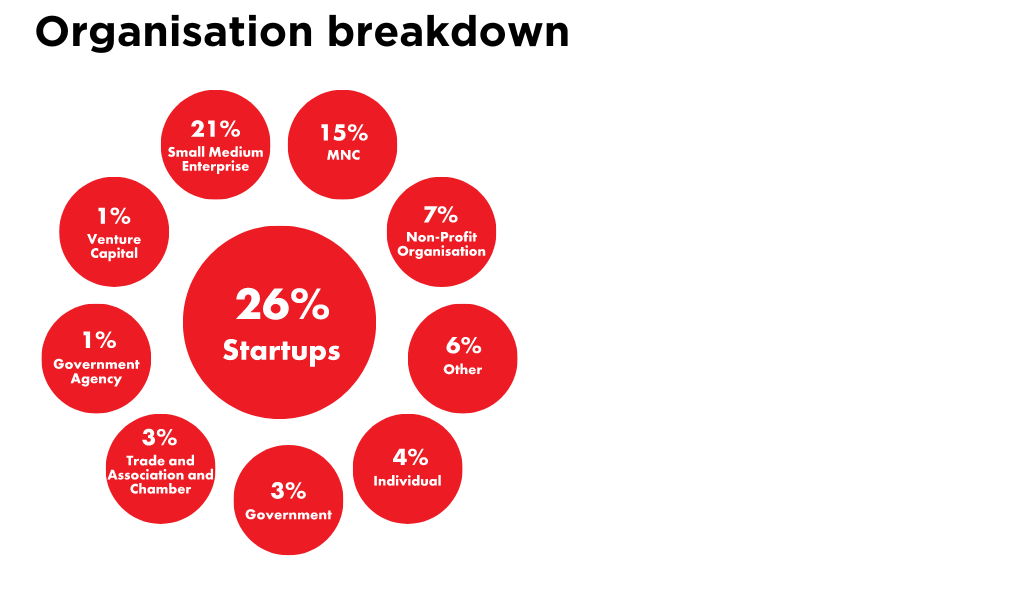 Organisation breakdown
21%
Small Medium
Enterprise
15%
MNC
1%
Venture
Capital
7%
Non-Profit
Organisation
26%
Startups
1%
Government
Agency
6%
Other
3%
Trade and
Association and
Chamber
4%
Individual
3%
Government